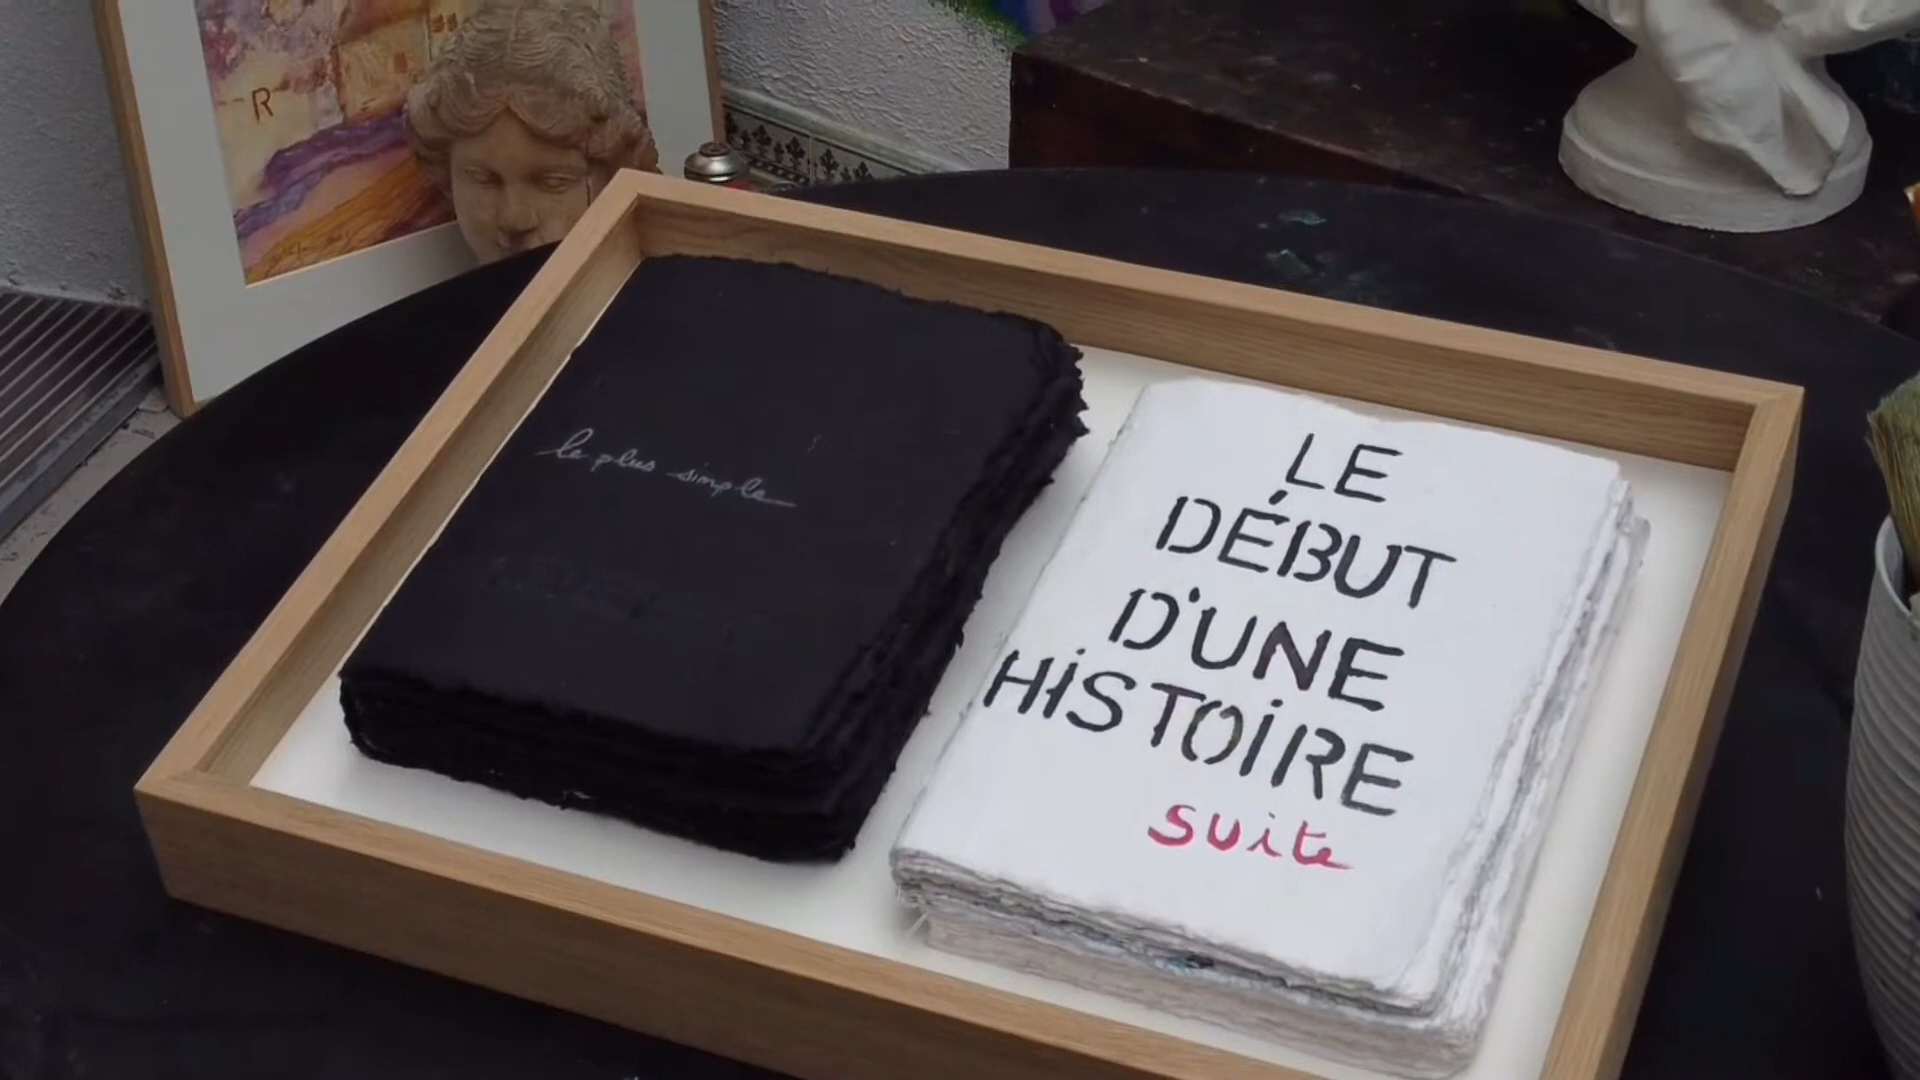 R
le plus simple
LE
DÉBUT
D'UNE
HiSTOiRE
suite